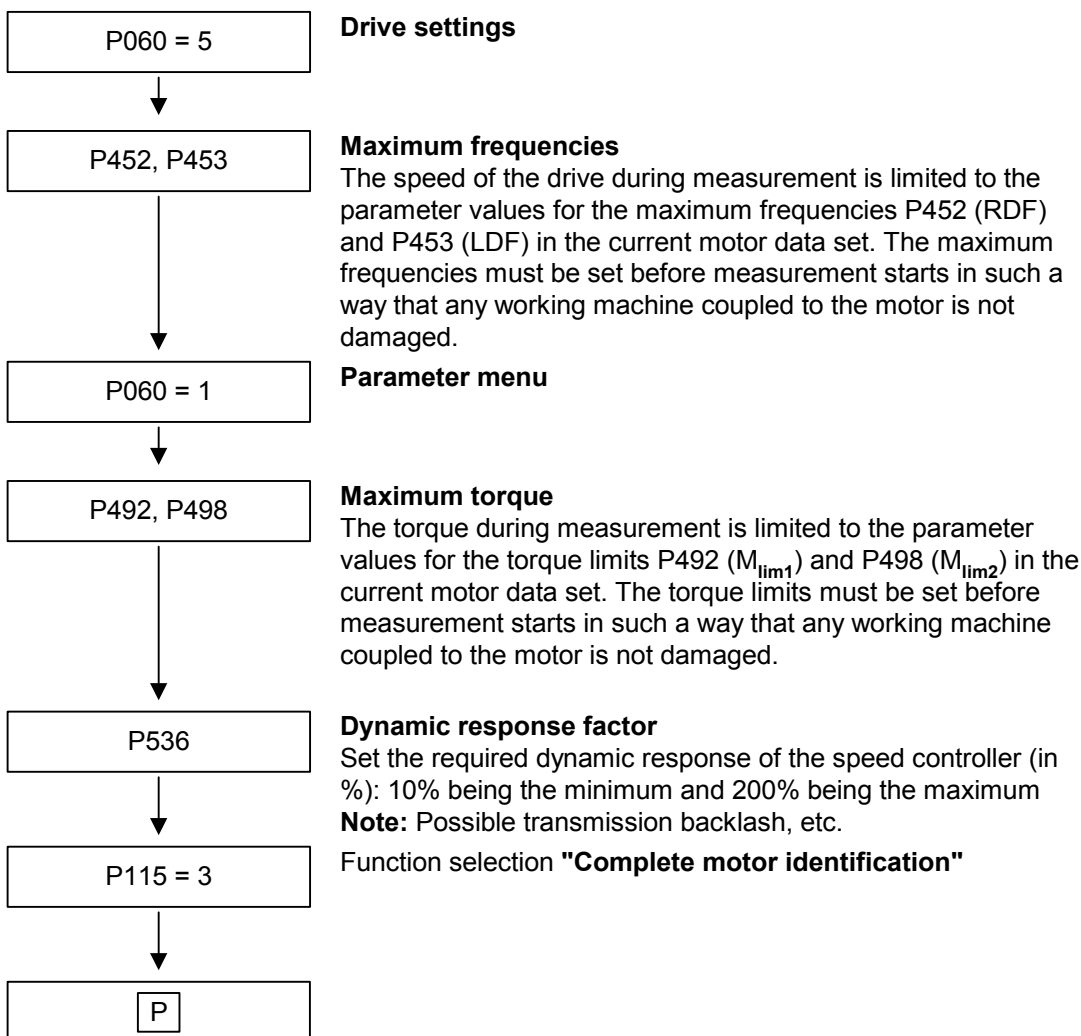 P060 = 5
Drive settings
P452, P453
Maximum frequencies
The speed of the drive during measurement is limited to the
parameter values for the maximum frequencies P452 (RDF)
and P453 (LDF) in the current motor data set. The maximum
frequencies must be set before measurement starts in such a
way that any working machine coupled to the motor is not
damaged.
P060 = 1
Parameter menu
P492, P498
Maximum torque
The torque during measurement is limited to the parameter
values for the torque limits P492 (Mlim1) and P498 (Mlim2) in the
current motor data set. The torque limits must be set before
measurement starts in such a way that any working machine
coupled to the motor is not damaged.
P536
Dynamic response factor
Set the required dynamic response of the speed controller (in
%): 10% being the minimum and 200% being the maximum
Note: Possible transmission backlash, etc.
P115 = 3
Function selection "Complete motor identification"
P